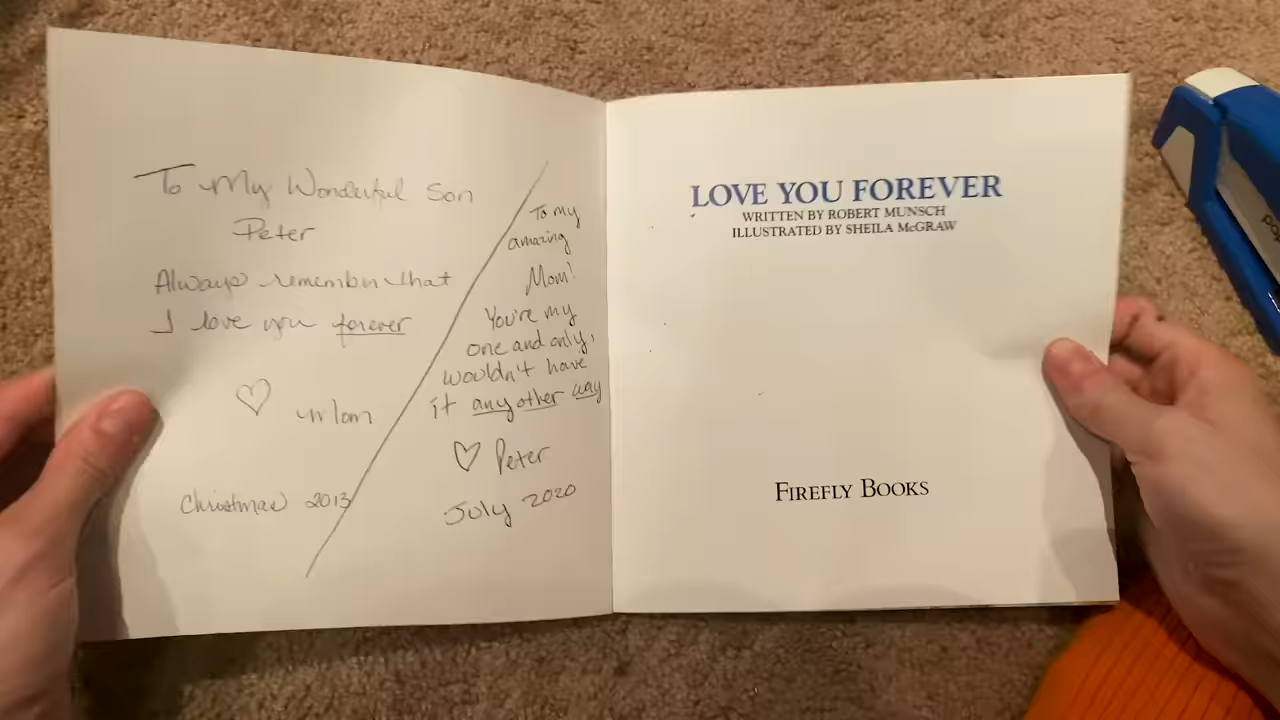 To My Wonderful Son
Peter
Always remember that
I love you forever
♡ Mom
Christmas 2013
To my
amazing
Mom!
You're my
one and only,
wouldn't have
it any other way
♡ Peter
July 2020
LOVE YOU FOREVER
WRITTEN BY ROBERT MUNSCH
ILLUSTRATED BY SHEILA McGRAW
FIREFLY BOOKS